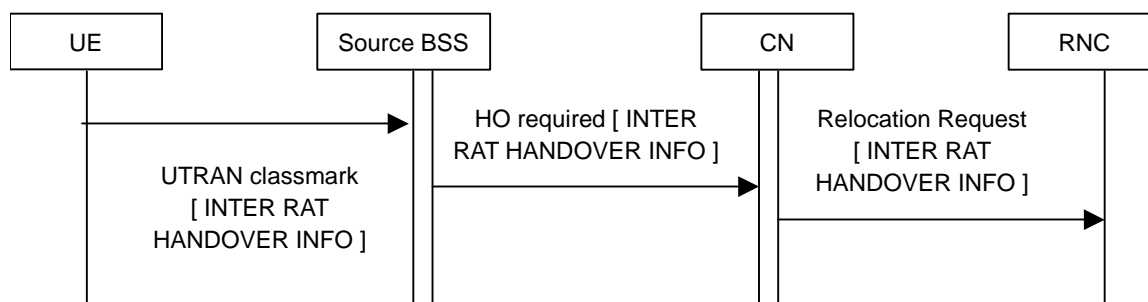 UE
Source BSS
CN
RNC
HO required [ INTER
RAT HANDOVER INFO ]
Relocation Request
[ INTER RAT
HANDOVER INFO ]
UTRAN classmark
[ INTER RAT
HANDOVER INFO ]